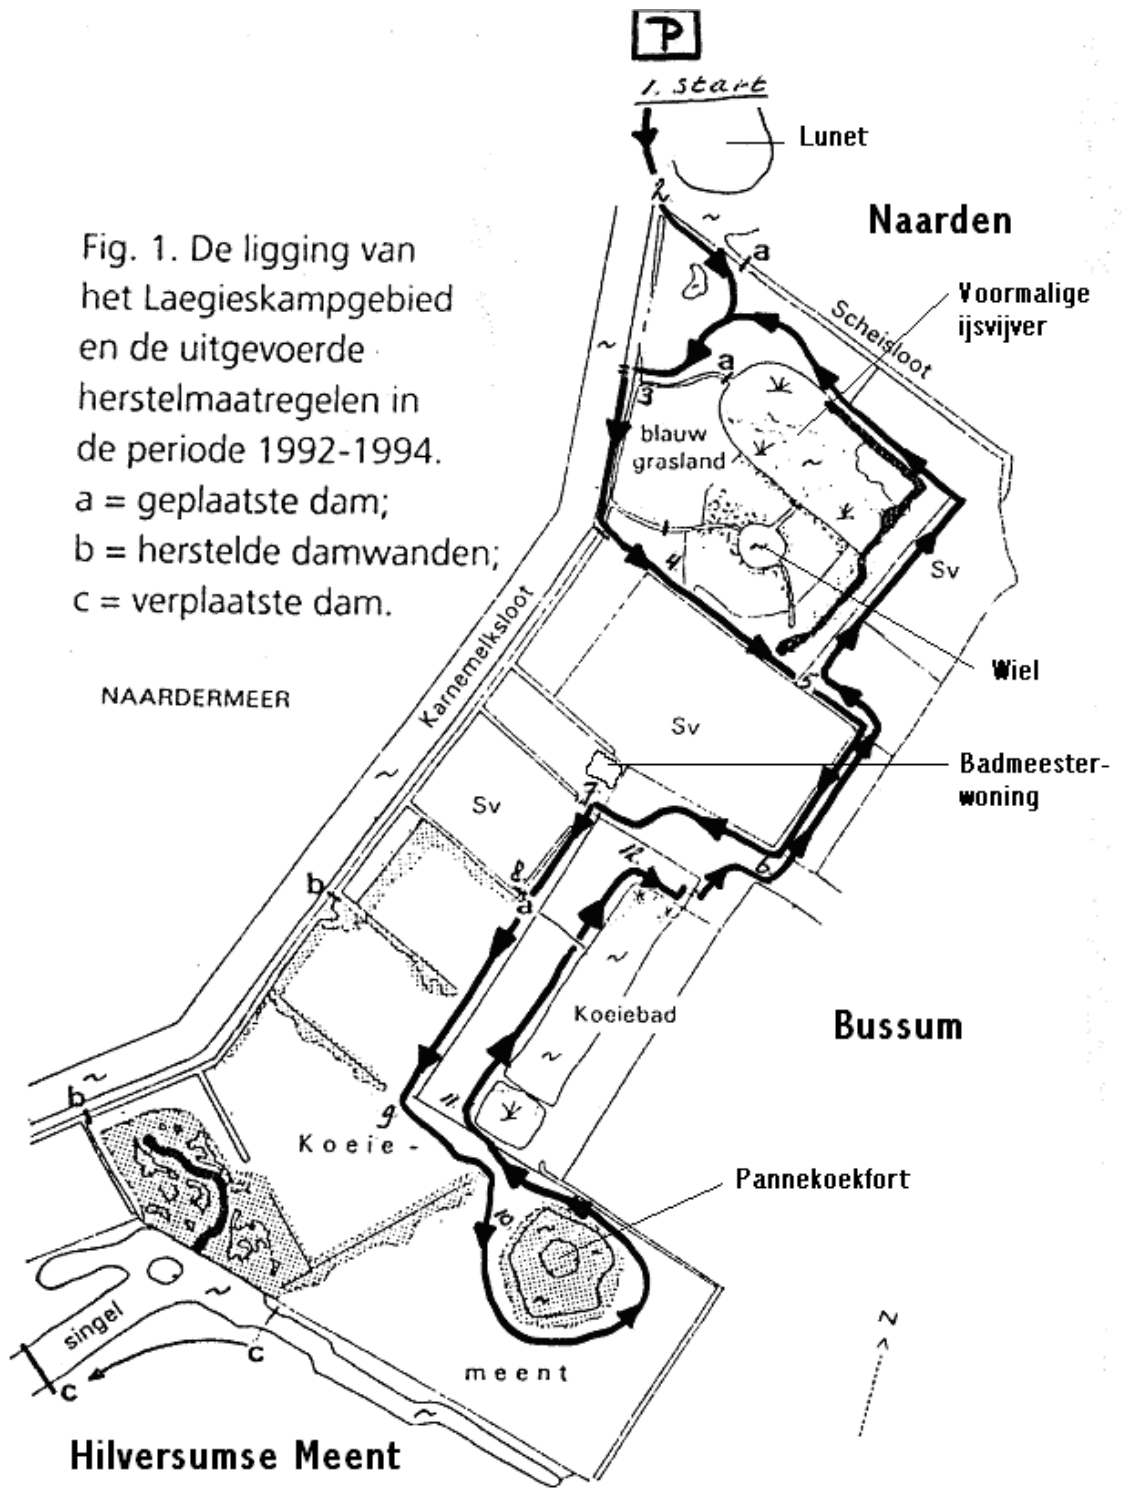 P
1. start
Lunet
2
Naarden
a
Fig. 1. De ligging van
het Laegieskampgebied
en de uitgevoerde
herstelmaatregelen in
de periode 1992-1994.
a = geplaatste dam;
b = herstelde damwanden;
c = verplaatste dam.
Voormalige
ijsvijver
Scheisloot
a
3
blauw
grasland
4.
Sv
Karnemelksloot
Wiel
5
NAARDERMEER
Sv
Badmeester-
woning
7
Sv
12.
6.
8
a
b
Koeiebad
Bussum
b
9
11.
Koeie-
Pannekoekfort
10.
singel
c
c
meent
N
Hilversumse Meent